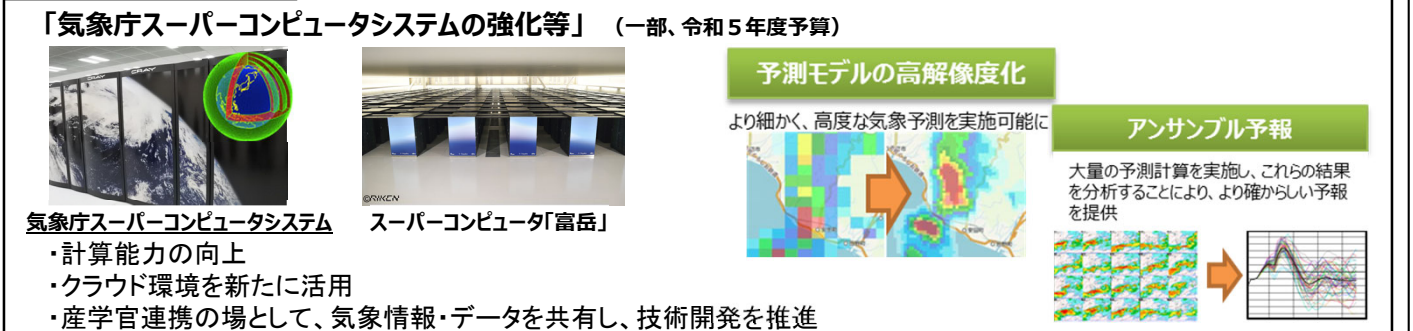 「気象庁スーパーコンピュータシステムの強化等」 （一部、令和５年度予算）
CRAY
CRAY
©RIKEN
気象庁スーパーコンピュータシステム
スーパーコンピュータ「富岳」
・計算能力の向上
・クラウド環境を新たに活用
・産学官連携の場として、気象情報・データを共有し、技術開発を推進
予測モデルの高解像度化
より細かく、高度な気象予測を実施可能に
アンサンブル予報
大量の予測計算を実施し、これらの結果
を分析することにより、より確からしい予報
を提供